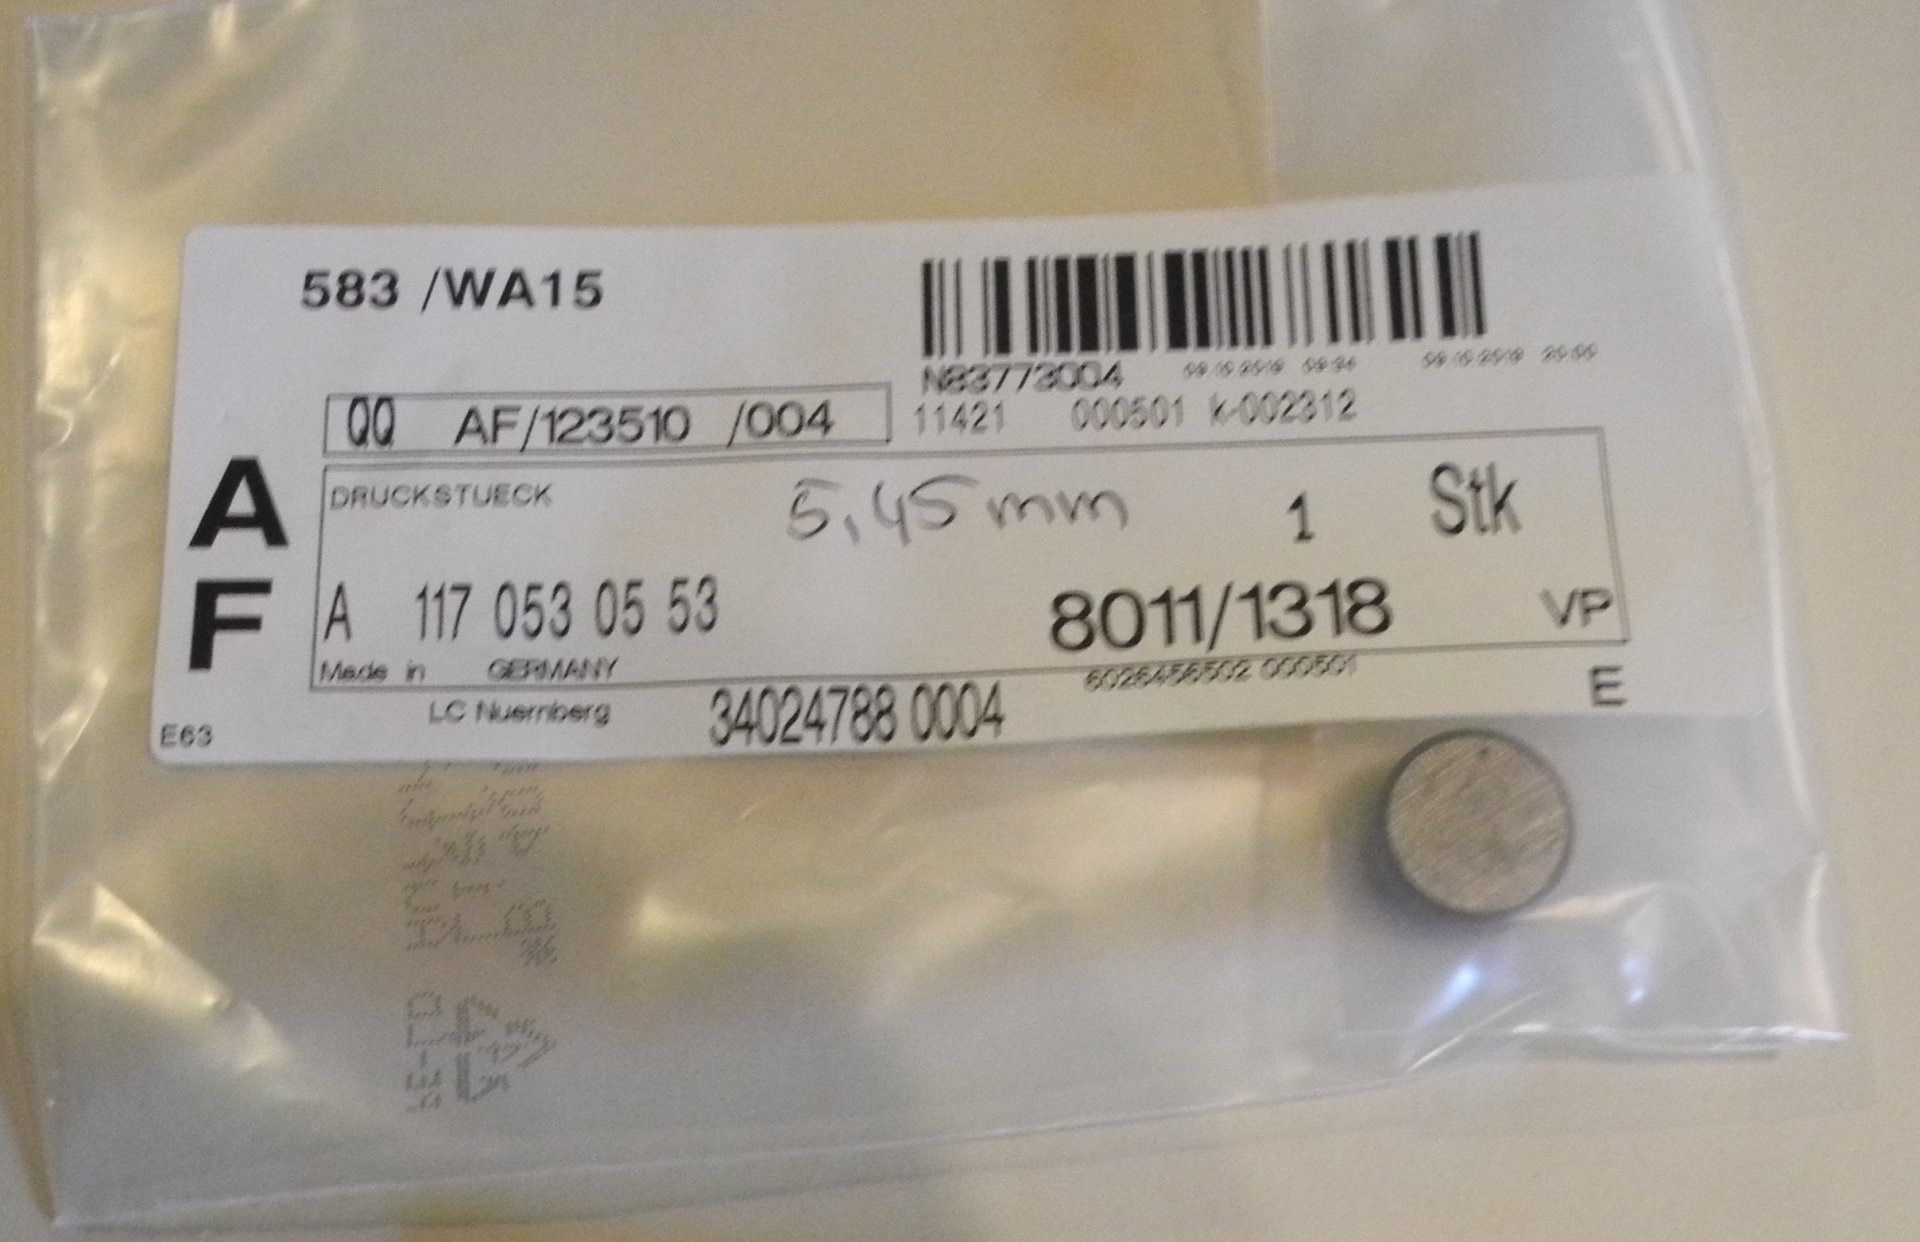 583 /WA15
N83773004
11421 000501 k-002312
QQ AF/123510 /004
A
F
DRUCKSTUECK 5,45 mm 1 Stk
A 117 053 05 53 8011/1318 VP
Made in GERMANY
6026456502 000501
E
LC Nuernberg 34024788 0004
E63